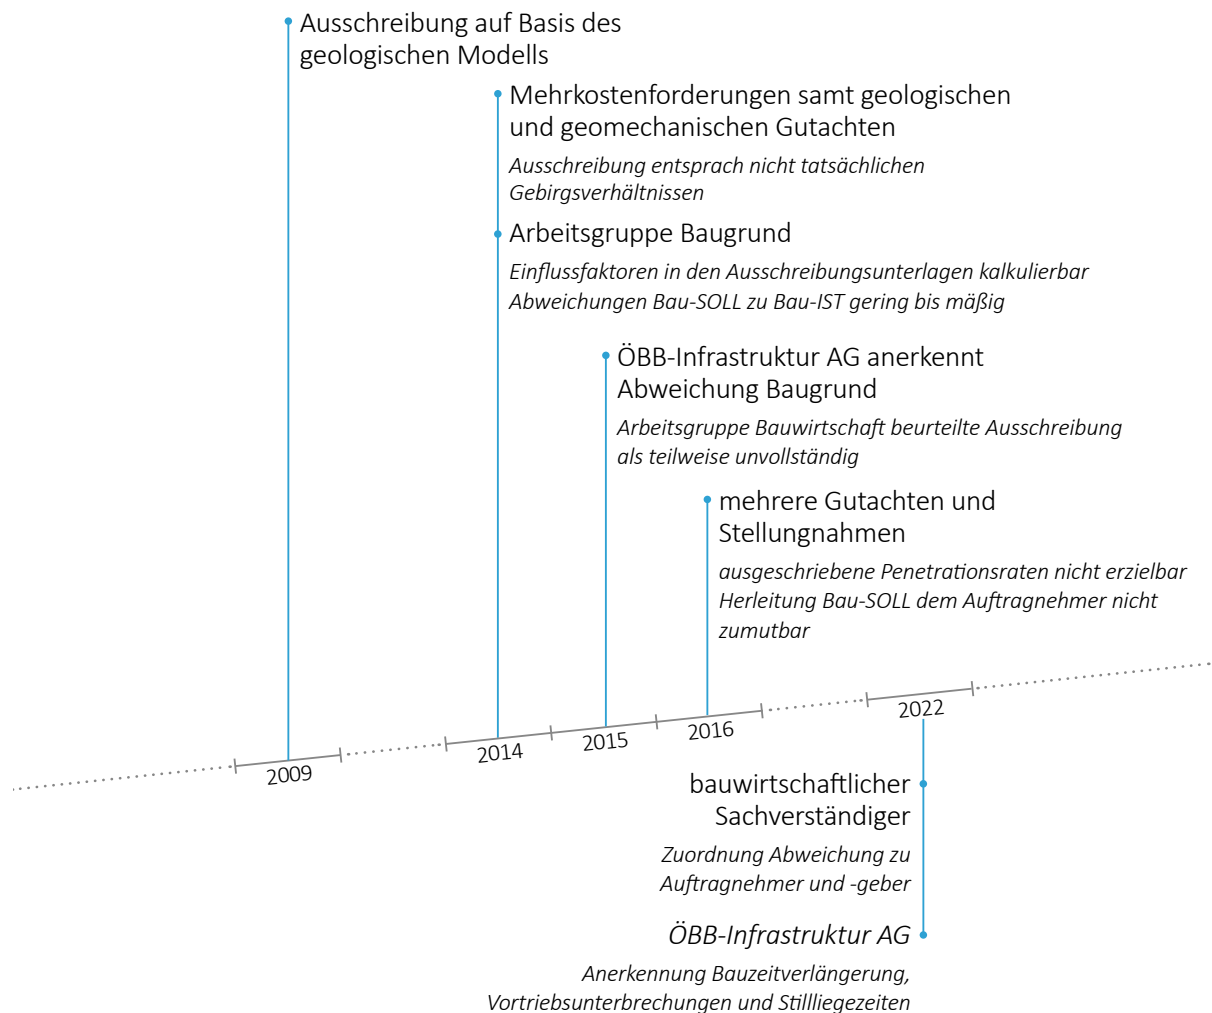 Ausschreibung auf Basis des
geologischen Modells
Mehrkostenforderungen samt geologischen
und geomechanischen Gutachten
Ausschreibung entsprach nicht tatsächlichen
Gebirgsverhältnissen
Arbeitsgruppe Baugrund
Einflussfaktoren in den Ausschreibungsunterlagen kalkulierbar
Abweichungen Bau-SOLL zu Bau-IST gering bis mäßig
ÖBB-Infrastruktur AG anerkennt
Abweichung Baugrund
Arbeitsgruppe Bauwirtschaft beurteilte Ausschreibung
als teilweise unvollständig
mehrere Gutachten und
Stellungnahmen
ausgeschriebene Penetrationsraten nicht erzielbar
Herleitung Bau-SOLL dem Auftragnehmer nicht
zumutbar
2009
2014
2015
2016
2022
bauwirtschaftlicher
Sachverständiger
Zuordnung Abweichung zu
Auftragnehmer und -geber
ÖBB-Infrastruktur AG
Anerkennung Bauzeitverlängerung,
Vortriebsunterbrechungen und Stillliegezeiten